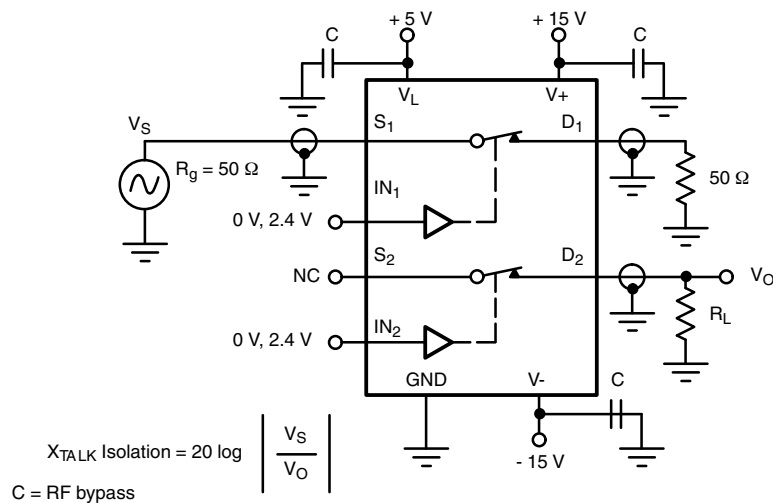 + 5 V
+ 15 V
C
C
V_L
V+
V_S
S_1
D_1
R_g = 50 Ω
IN_1
50 Ω
0 V, 2.4 V
S_2
D_2
NC
V_O
IN_2
R_L
0 V, 2.4 V
GND
V-
C
X_TALK Isolation = 20 log | V_S / V_O |
- 15 V
C = RF bypass